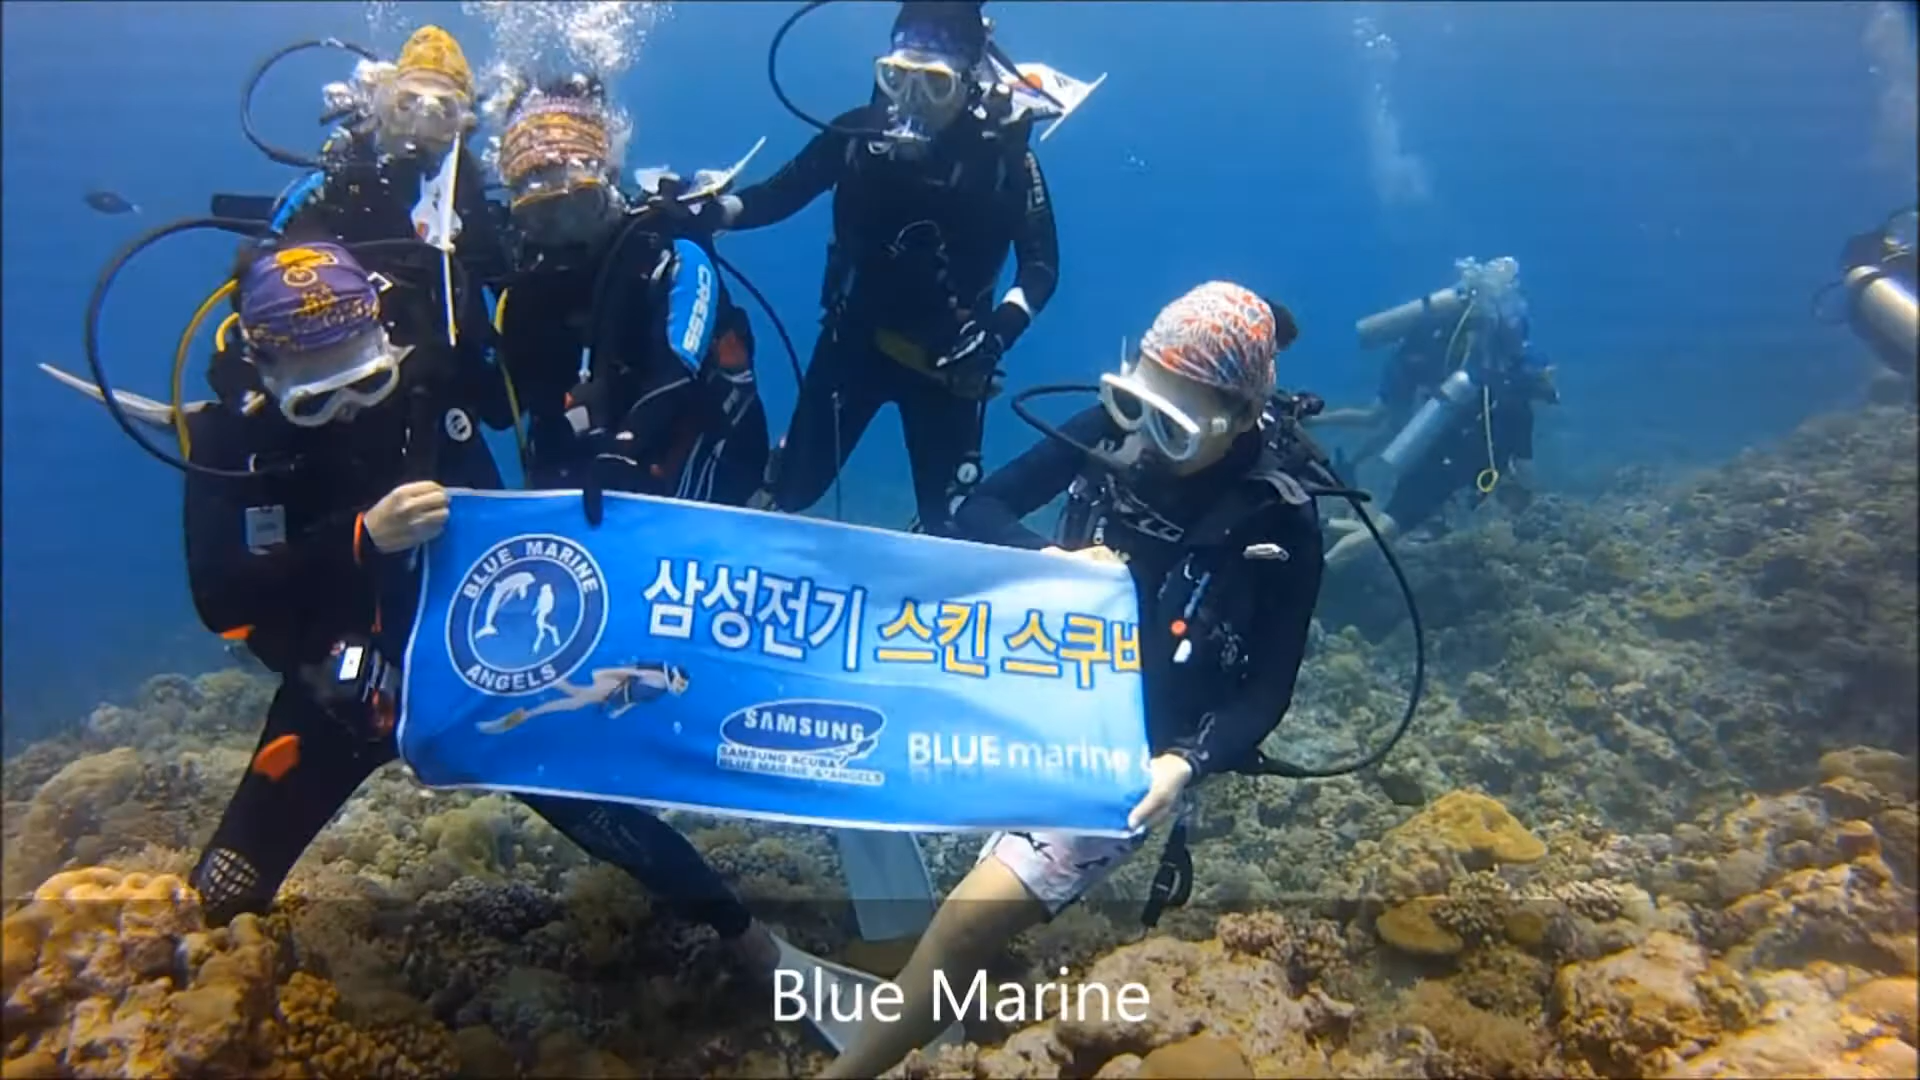 CRESSI
BLUE MARINE
ANGELS
삼성전기 스킨 스쿠버
SAMSUNG
SAMSUNG SCUBA
BLUE MARINE & ANGELS
BLUE marine &
Blue Marine